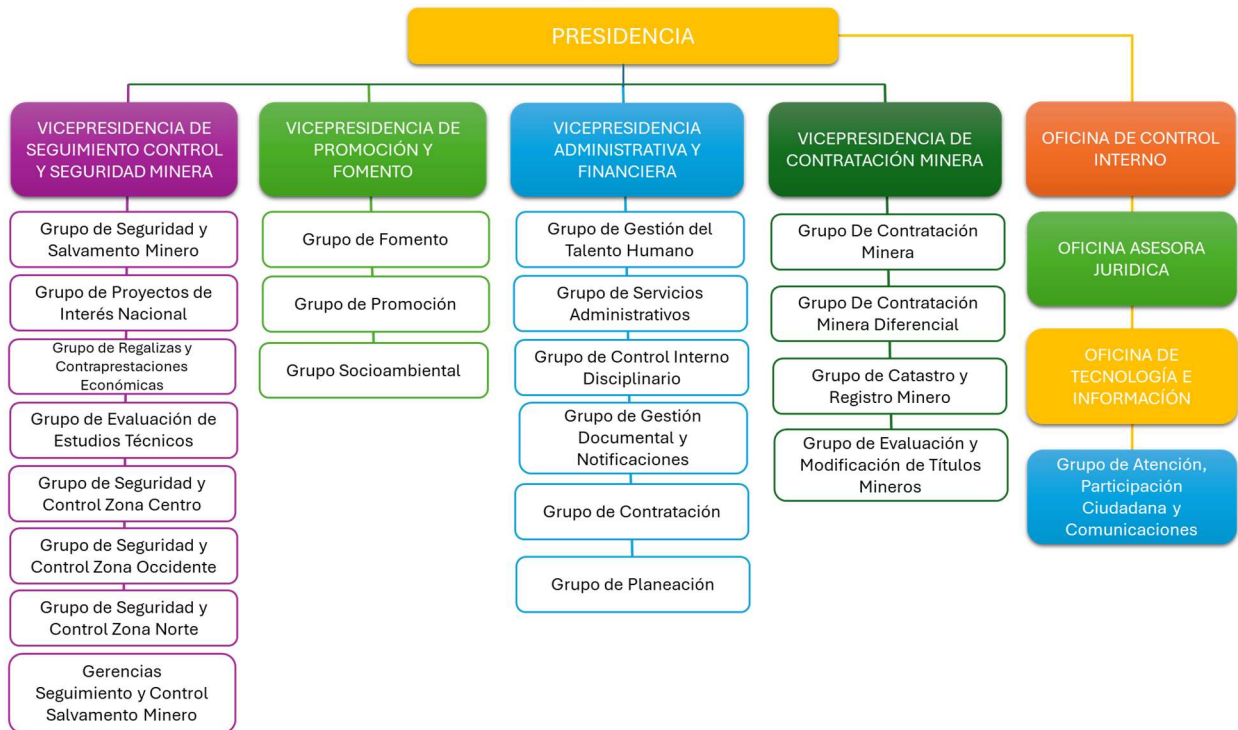 PRESIDENCIA
VICEPRESIDENCIA DE
SEGUIMIENTO CONTROL
Y SEGURIDAD MINERA
Grupo de Seguridad y
Salvamento Minero
Grupo de Proyectos de
Interés Nacional
Grupo de Regalizas y
Contraprestaciones
Económicas
Grupo de Evaluación de
Estudios Técnicos
Grupo de Seguridad y
Control Zona Centro
Grupo de Seguridad y
Control Zona Occidente
Grupo de Seguridad y
Control Zona Norte
Gerencias
Seguimiento y Control
Salvamento Minero
VICEPRESIDENCIA DE
PROMOCIÓN Y
FOMENTO
Grupo de Fomento
Grupo de Promoción
Grupo Socioambiental
VICEPRESIDENCIA
ADMINISTRATIVA Y
FINANCIERA
Grupo de Gestión del
Talento Humano
Grupo de Servicios
Administrativos
Grupo de Control Interno
Disciplinario
Grupo de Gestión
Documental y
Notificaciones
Grupo de Contratación
Grupo de Planeación
VICEPRESIDENCIA DE
CONTRATACIÓN MINERA
Grupo De Contratación
Minera
Grupo De Contratación
Minera Diferencial
Grupo de Catastro y
Registro Minero
Grupo de Evaluación y
Modificación de Títulos
Mineros
OFICINA DE CONTROL
INTERNO
OFICINA ASESORA
JURIDICA
OFICINA DE
TECNOLOGÍA E
INFORMACÍÓN
Grupo de Atención,
Participación
Ciudadana y
Comunicaciones